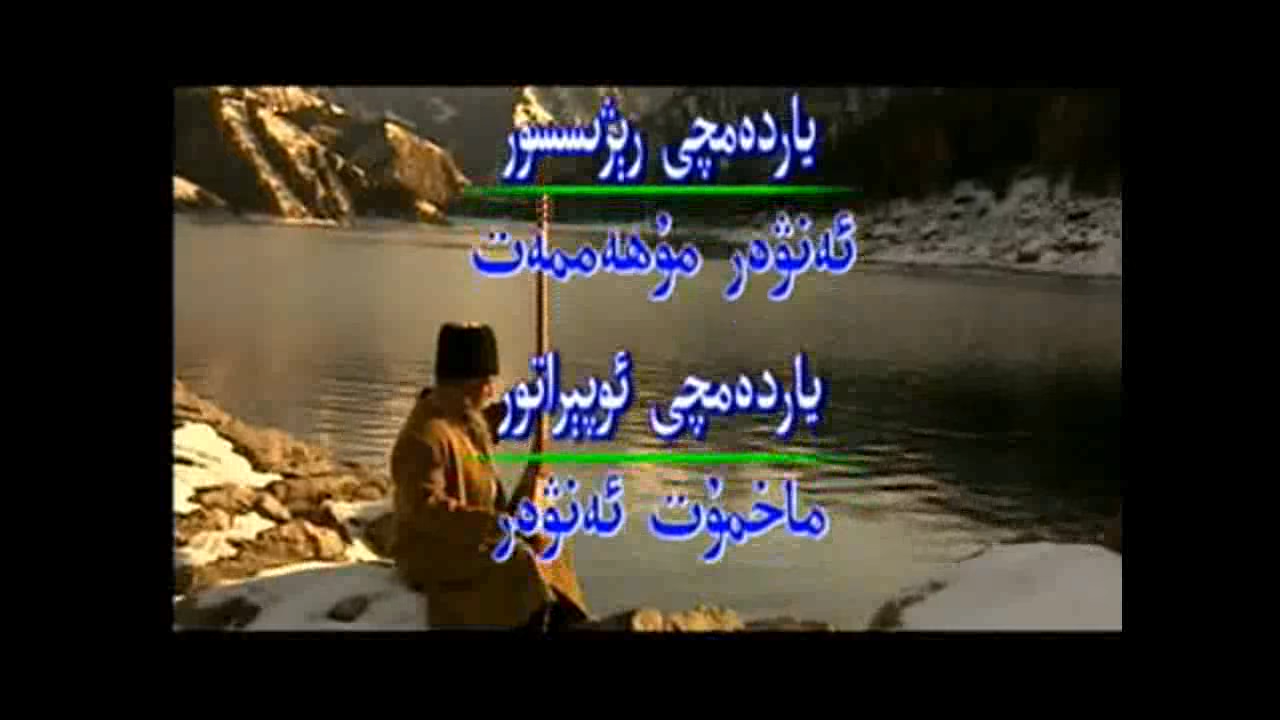 ياردەمچى رېژىسسور
ئەنۋەر مۇھەممەت
ياردەمچى ئوپېراتور
ماخمۇت ئەنۋەر